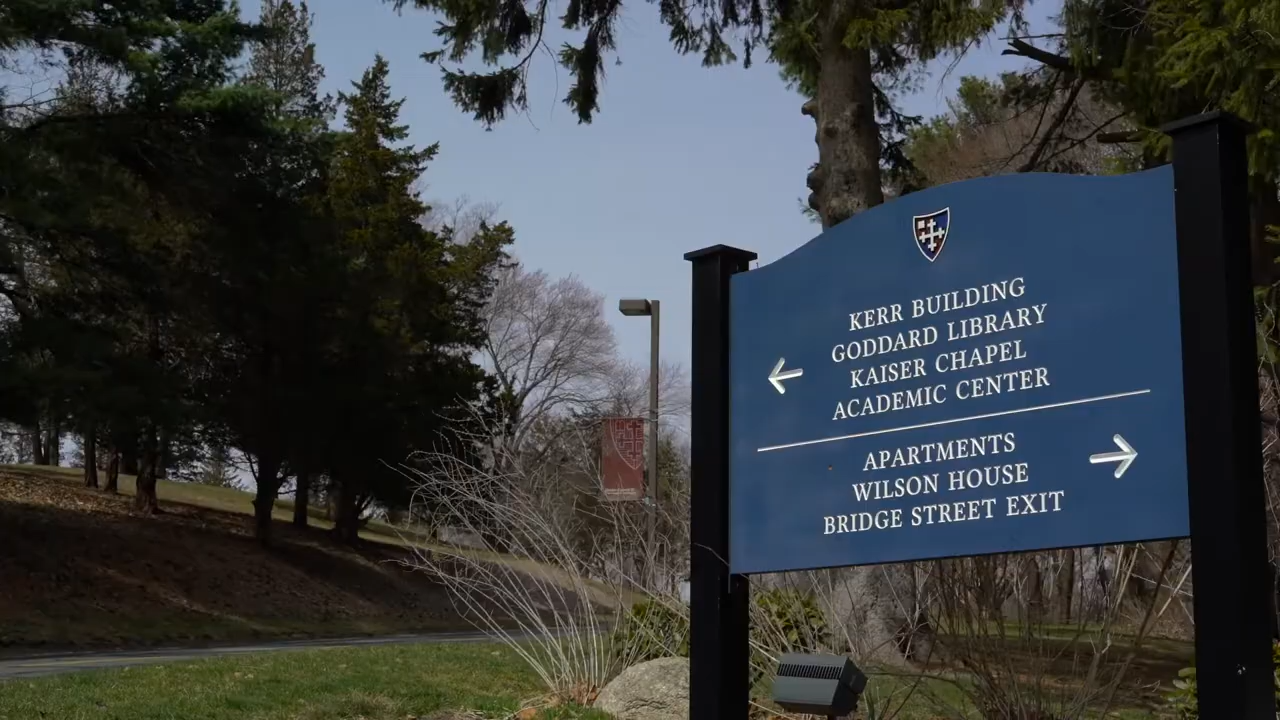 KERR BUILDING
GODDARD LIBRARY
KAISER CHAPEL
ACADEMIC CENTER
APARTMENTS
WILSON HOUSE
BRIDGE STREET EXIT